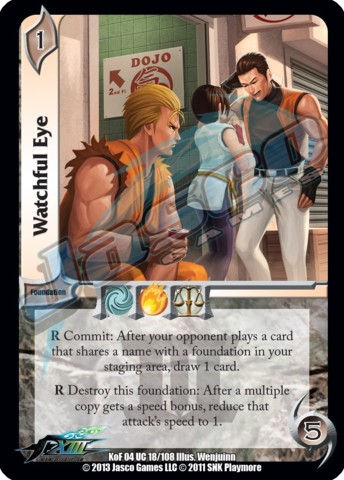 1
Watchful Eye
DOJO
2nd Fl
Foundation
R Commit: After your opponent plays a card
that shares a name with a foundation in your
staging area, draw 1 card.
R Destroy this foundation: After a multiple
copy gets a speed bonus, reduce that
attack's speed to 1.
5
XIII
KoF 04 UC 18/108 Illus. Wenjuinn
© 2013 Jasco Games LLC © 2011 SNK Playmore